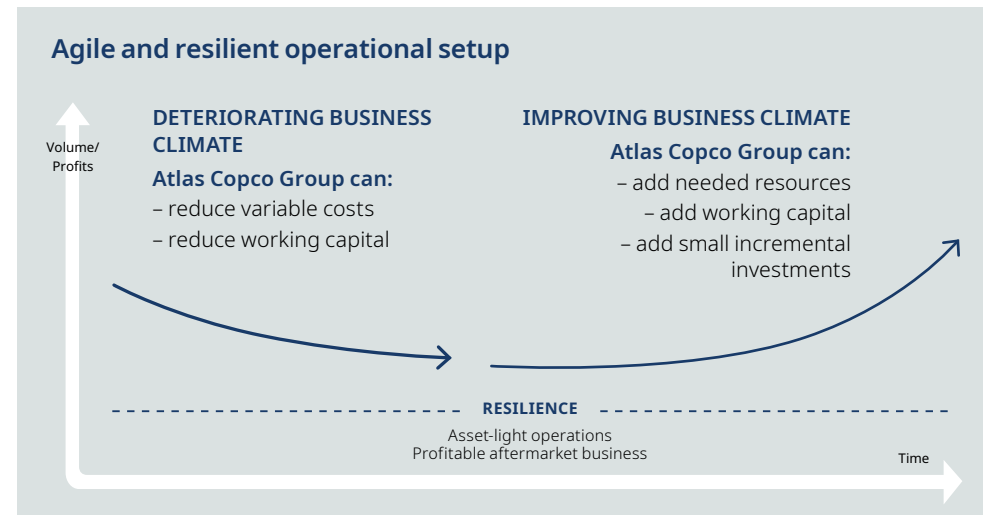 Agile and resilient operational setup
Volume/
Profits
DETERIORATING BUSINESS
CLIMATE
Atlas Copco Group can:
– reduce variable costs
– reduce working capital
IMPROVING BUSINESS CLIMATE
Atlas Copco Group can:
– add needed resources
– add working capital
– add small incremental
investments
RESILIENCE
Asset-light operations
Profitable aftermarket business
Time